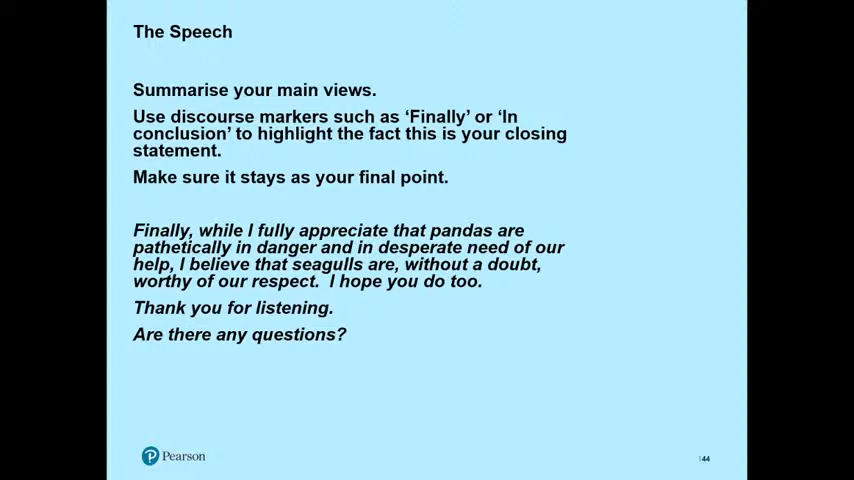 The Speech
Summarise your main views.
Use discourse markers such as ‘Finally’ or ‘In
conclusion’ to highlight the fact this is your closing
statement.
Make sure it stays as your final point.
Finally, while I fully appreciate that pandas are
pathetically in danger and in desperate need of our
help, I believe that seagulls are, without a doubt,
worthy of our respect.  I hope you do too.
Thank you for listening.
Are there any questions?
Pearson
44